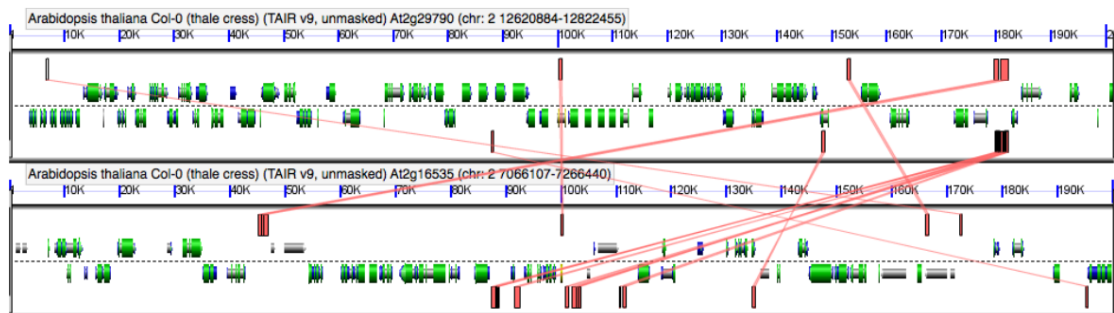 Arabidopsis thaliana Col-0 (thale cress) (TAIR v9, unmasked) At2g29790 (chr: 2 12620884-12822455)
10K 20K 30K 40K 50K 60K 70K 80K 90K 100K 110K 120K 130K 140K 150K 160K 170K 180K 190K 2
Arabidopsis thaliana Col-0 (thale cress) (TAIR v9, unmasked) At2g16535 (chr: 2 7066107-7266440)
10K 20K 30K 40K 50K 60K 70K 80K 90K 100K 110K 120K 130K 140K 150K 160K 170K 180K 190K